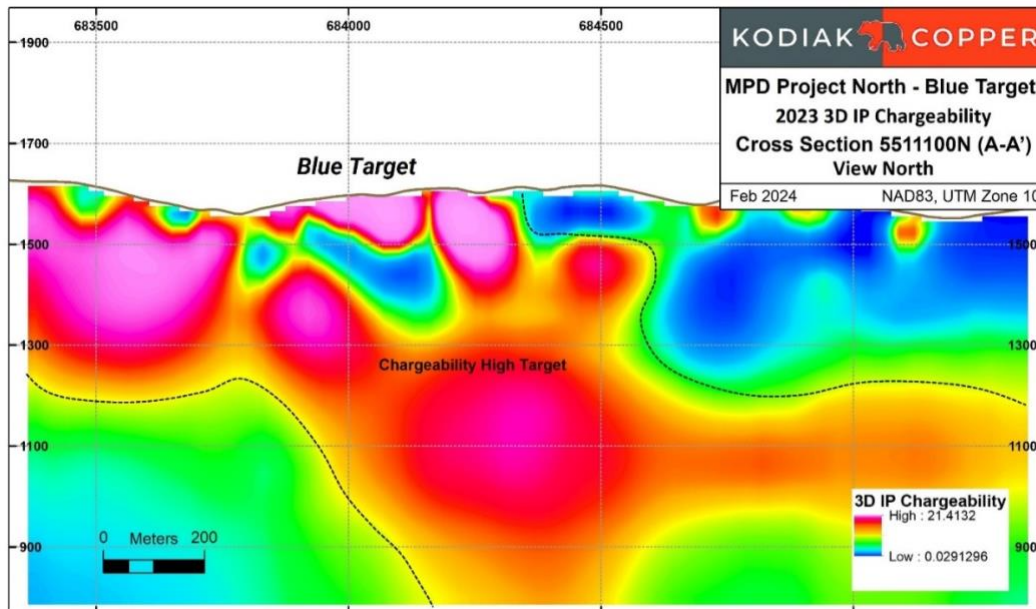 683500 684000 684500
1900
1700
1500
1300
1100
900
KODIAK COPPER
MPD Project North - Blue Target
2023 3D IP Chargeability
Cross Section 5511100N (A-A')
View North
Feb 2024 NAD83, UTM Zone 10
Blue Target
1500
1300
Chargeability High Target
1100
900
0 Meters 200
3D IP Chargeability
High : 21.4132
Low : 0.0291296